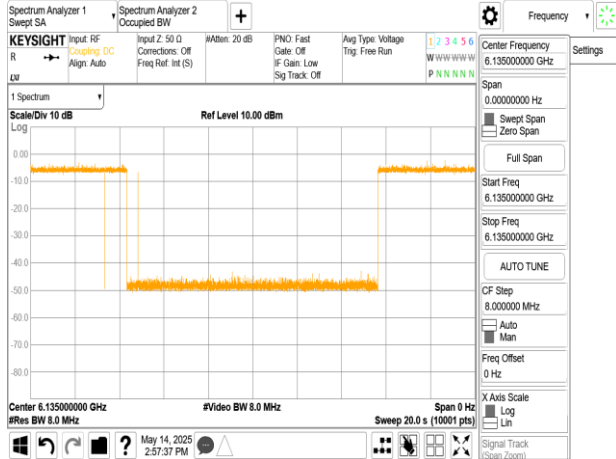 Spectrum Analyzer 1
Swept SA
Spectrum Analyzer 2
Occupied BW
+
Frequency
Settings
KEYSIGHT
R
LXI
Input: RF
Coupling: DC
Align: Auto
Input Z: 50 Ω
Corrections: Off
Freq Ref: Int (S)
#Atten: 20 dB
PNO: Fast
Gate: Off
IF Gain: Low
Sig Track: Off
Avg Type: Voltage
Trig: Free Run
1 2 3 4 5 6
W W W W W W
P N N N N N
1 Spectrum
Scale/Div 10 dB
Ref Level 10.00 dBm
Log
0.00
-10.0
-20.0
-30.0
-40.0
-50.0
-60.0
-70.0
-80.0
Center 6.135000000 GHz
#Video BW 8.0 MHz
Span 0 Hz
#Res BW 8.0 MHz
Sweep 20.0 s (10001 pts)
?
May 14, 2025
2:57:37 PM
Center Frequency
6.135000000 GHz
Span
0.00000000 Hz
Swept Span
Zero Span
Full Span
Start Freq
6.135000000 GHz
Stop Freq
6.135000000 GHz
AUTO TUNE
CF Step
8.000000 MHz
Auto
Man
Freq Offset
0 Hz
X Axis Scale
Log
Lin
Signal Track
(Span Zoom)